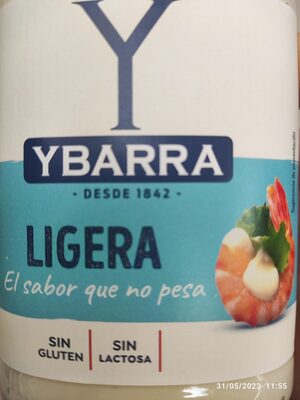 Y
YBARRA
- DESDE 1842 -
LIGERA
El sabor que no pesa
SIN GLUTEN
SIN LACTOSA
31/05/2023 11:55